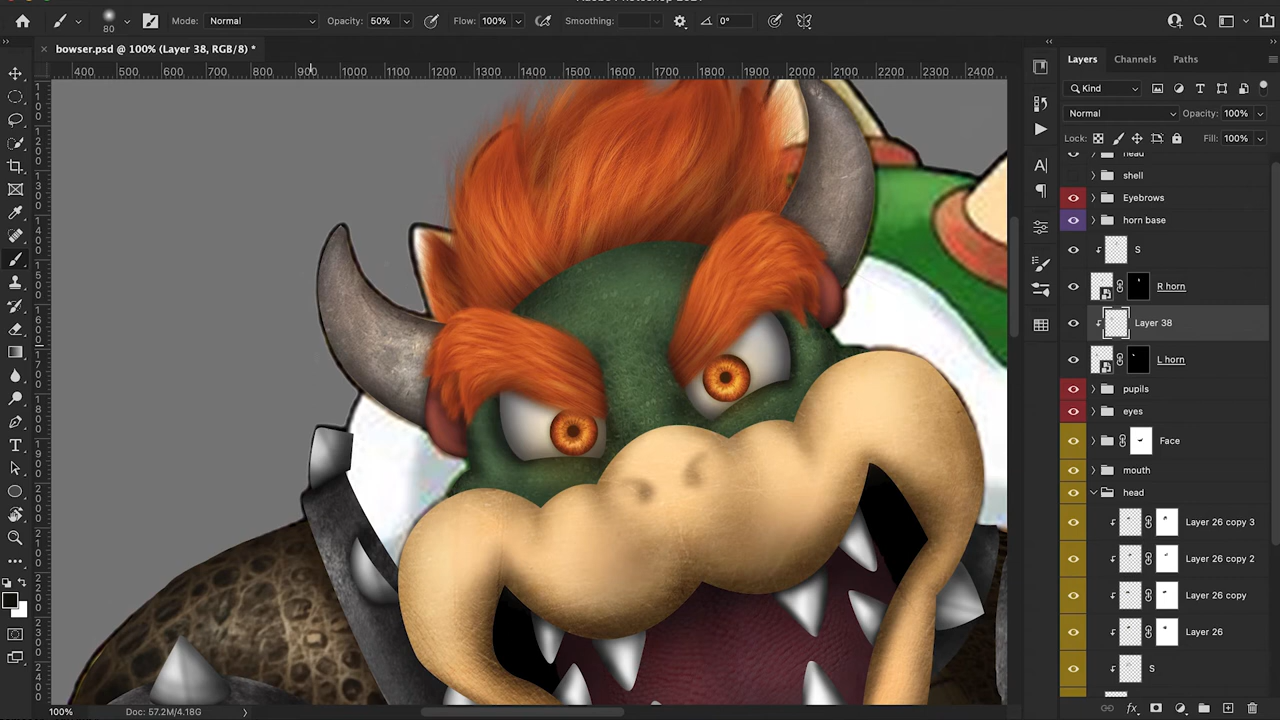 Mode: Normal Opacity: 50% Flow: 100% Smoothing: 0°
80
bowser.psd @ 100% (Layer 38, RGB/8) *
400 500 600 700 800 900 1000 1100 1200 1300 1400 1500 1600 1700 1800 1900 2000 2100 2200 2300 2400
Layers Channels Paths
Kind
Normal Opacity: 100%
Lock: Fill: 100%
head
shell
Eyebrows
horn base
S
R horn
Layer 38
L horn
pupils
eyes
Face
mouth
head
Layer 26 copy 3
Layer 26 copy 2
Layer 26 copy
Layer 26
S
100% Doc: 57.2M/4.18G